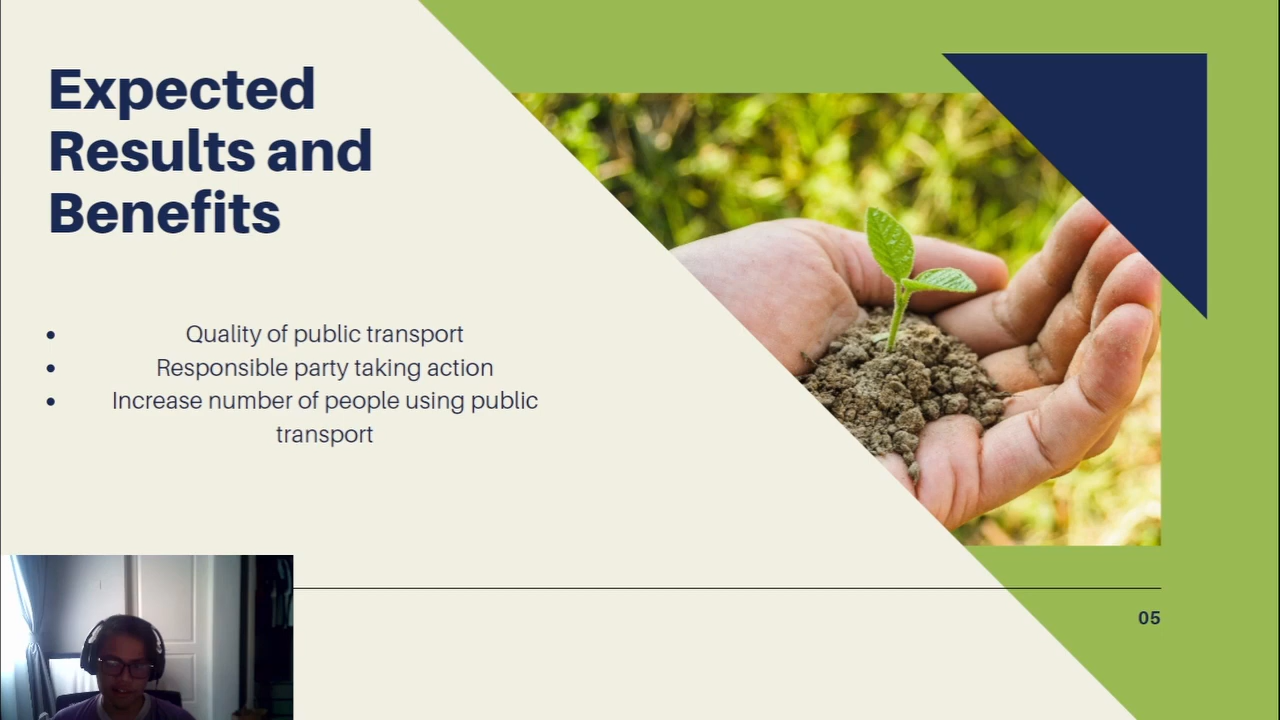 Expected
Results and
Benefits
• Quality of public transport
• Responsible party taking action
• Increase number of people using public
transport
05